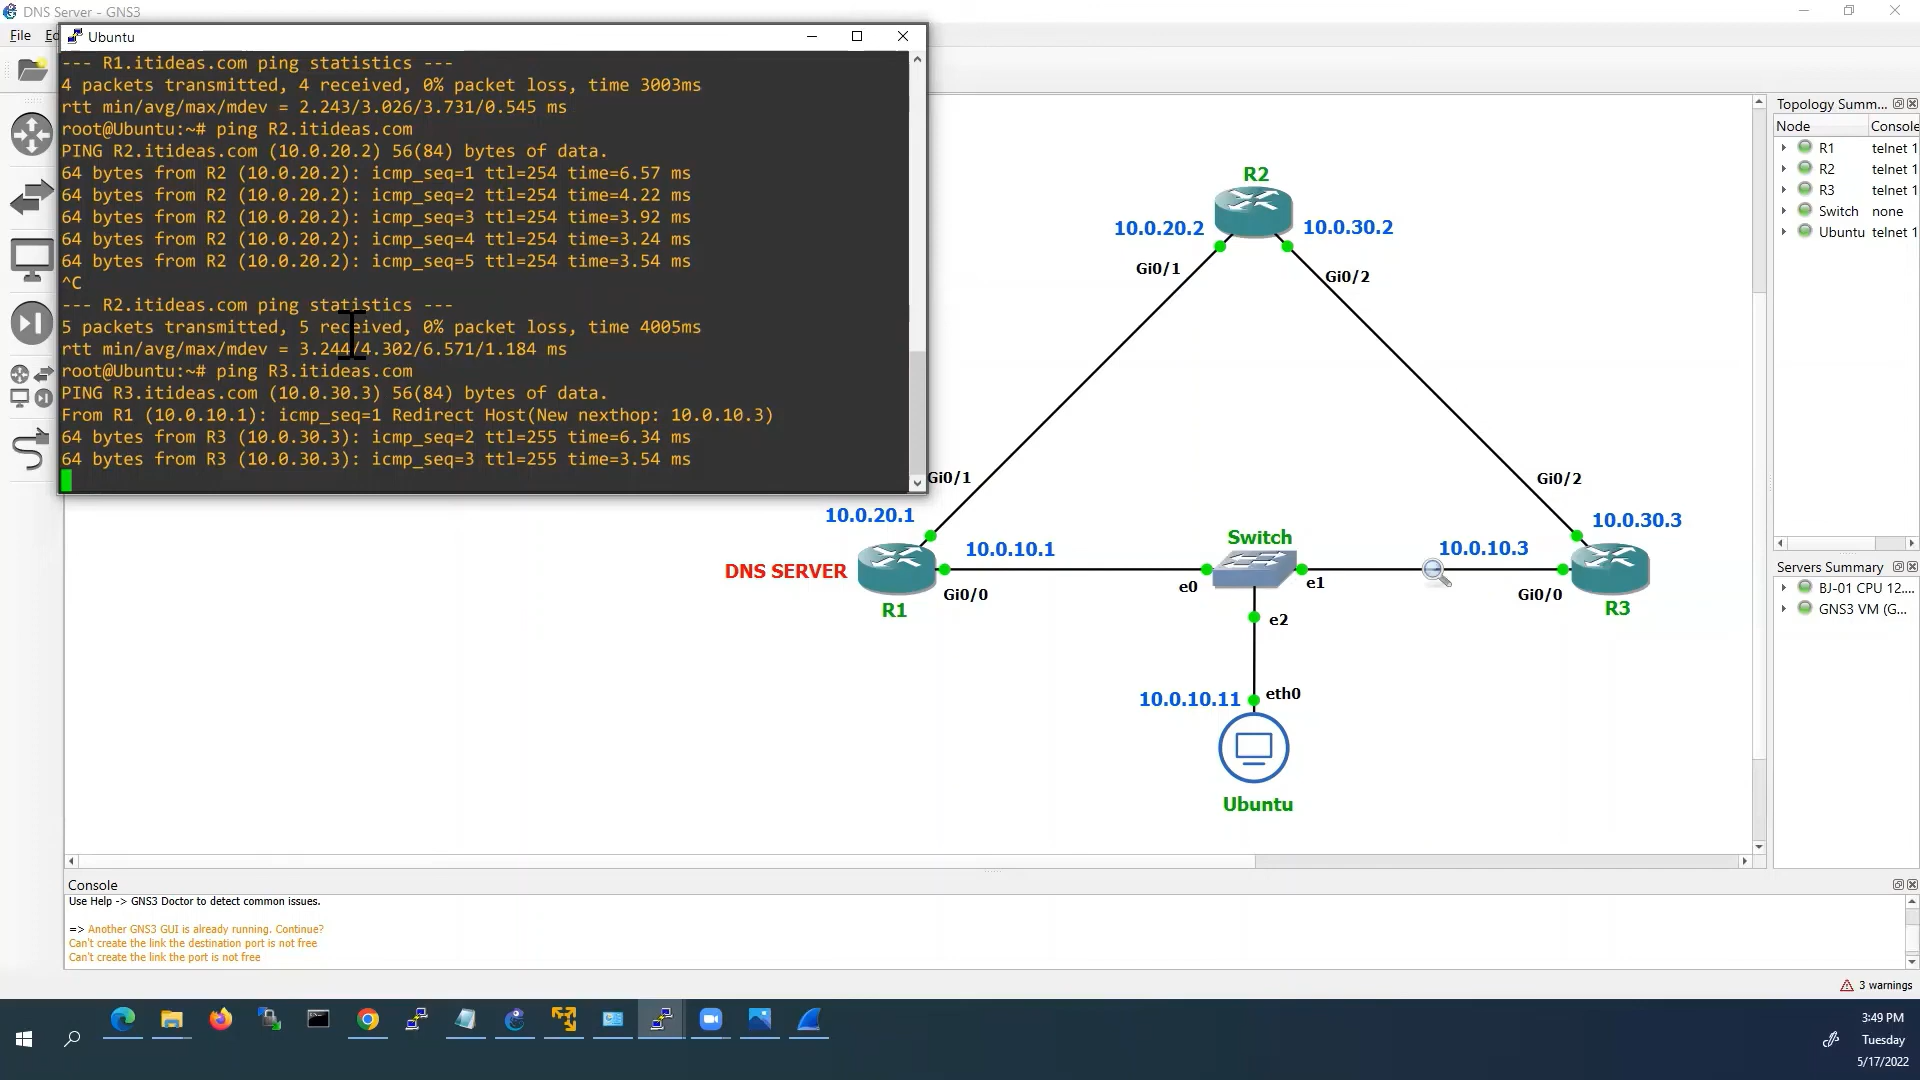 DNS Server - GNS3
File
Ubuntu
--- R1.itideas.com ping statistics ---
4 packets transmitted, 4 received, 0% packet loss, time 3003ms
rtt min/avg/max/mdev = 2.243/3.026/3.731/0.545 ms
root@Ubuntu:~# ping R2.itideas.com
PING R2.itideas.com (10.0.20.2) 56(84) bytes of data.
64 bytes from R2 (10.0.20.2): icmp_seq=1 ttl=254 time=6.57 ms
64 bytes from R2 (10.0.20.2): icmp_seq=2 ttl=254 time=4.22 ms
64 bytes from R2 (10.0.20.2): icmp_seq=3 ttl=254 time=3.92 ms
64 bytes from R2 (10.0.20.2): icmp_seq=4 ttl=254 time=3.24 ms
64 bytes from R2 (10.0.20.2): icmp_seq=5 ttl=254 time=3.54 ms
^C
--- R2.itideas.com ping statistics ---
5 packets transmitted, 5 received, 0% packet loss, time 4005ms
rtt min/avg/max/mdev = 3.244/4.302/6.571/1.184 ms
root@Ubuntu:~# ping R3.itideas.com
PING R3.itideas.com (10.0.30.3) 56(84) bytes of data.
From R1 (10.0.10.1): icmp_seq=1 Redirect Host(New nexthop: 10.0.10.3)
64 bytes from R3 (10.0.30.3): icmp_seq=2 ttl=255 time=6.34 ms
64 bytes from R3 (10.0.30.3): icmp_seq=3 ttl=255 time=3.54 ms
R2
10.0.20.2
10.0.30.2
Gi0/1
Gi0/2
Gi0/1
Gi0/2
10.0.20.1
10.0.30.3
Switch
10.0.10.1
10.0.10.3
DNS SERVER
e0
e1
Gi0/0
Gi0/0
R1
R3
e2
10.0.10.11
eth0
Ubuntu
Topology Summ...
Node Console
R1 telnet 1
R2 telnet 1
R3 telnet 1
Switch none
Ubuntu telnet 1
Servers Summary
BJ-01 CPU 12....
GNS3 VM (G...
Console
Use Help -> GNS3 Doctor to detect common issues.
=> Another GNS3 GUI is already running. Continue?
Can't create the link the destination port is not free
Can't create the link the port is not free
3 warnings
3:49 PM
Tuesday
5/17/2022